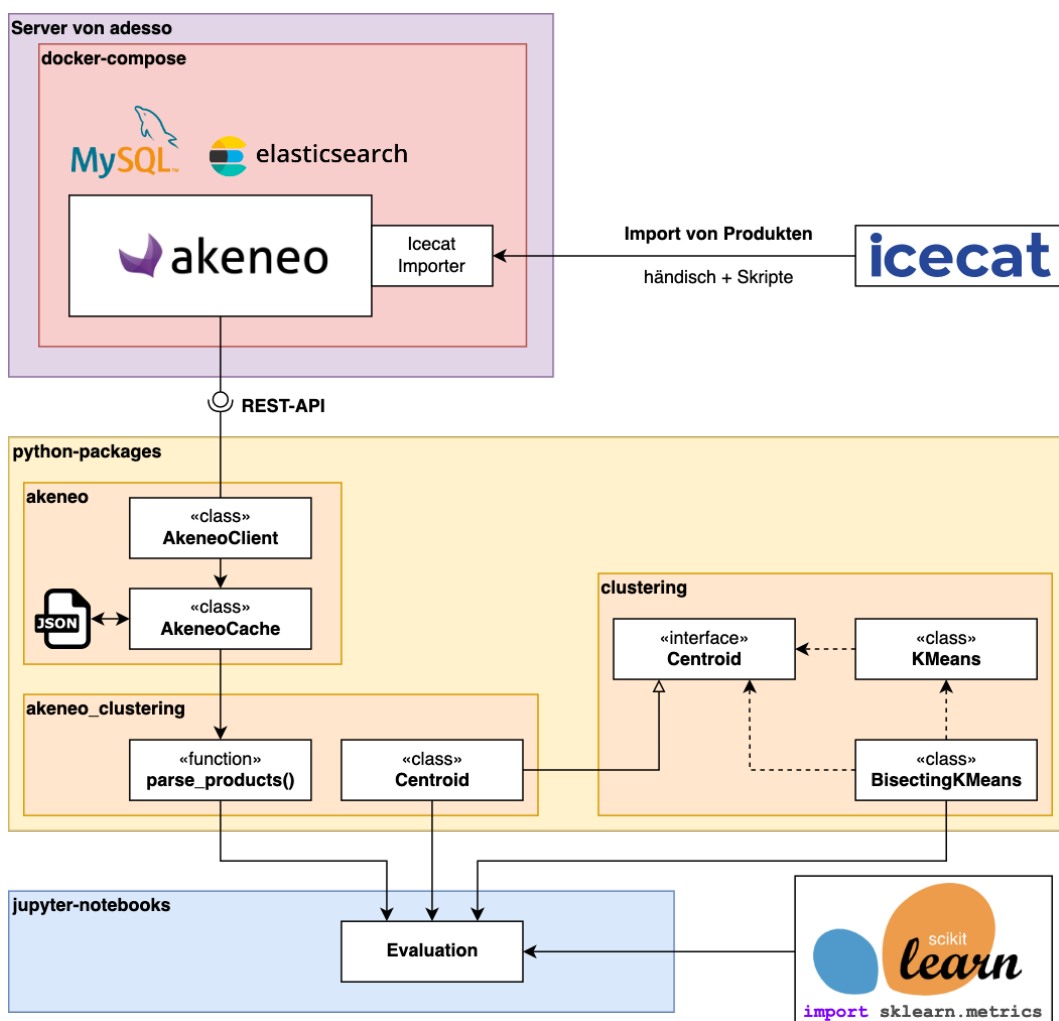 Server von adesso
docker-compose
MySQL™
elasticsearch
akeneo
Icecat
Importer
Import von Produkten
händisch + Skripte
icecat
REST-API
python-packages
akeneo
«class»
AkeneoClient
JSON
«class»
AkeneoCache
clustering
«interface»
Centroid
«class»
KMeans
akeneo_clustering
«function»
parse_products()
«class»
Centroid
«class»
BisectingKMeans
jupyter-notebooks
Evaluation
scikit
learn
import sklearn.metrics